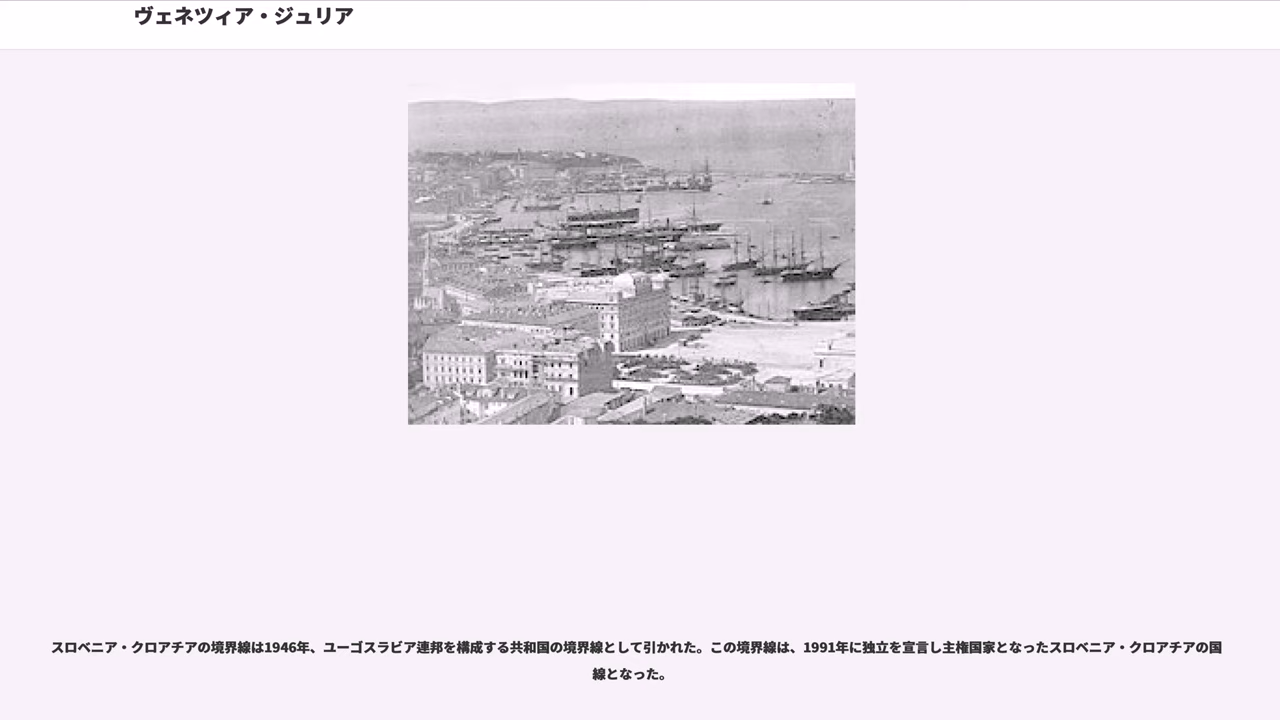 ヴェネツィア・ジュリア
スロベニア・クロアチアの境界線は1946年、ユーゴスラビア連邦を構成する共和国の境界線として引かれた。この境界線は、1991年に独立を宣言し主権国家となったスロベニア・クロアチアの国
線となった。